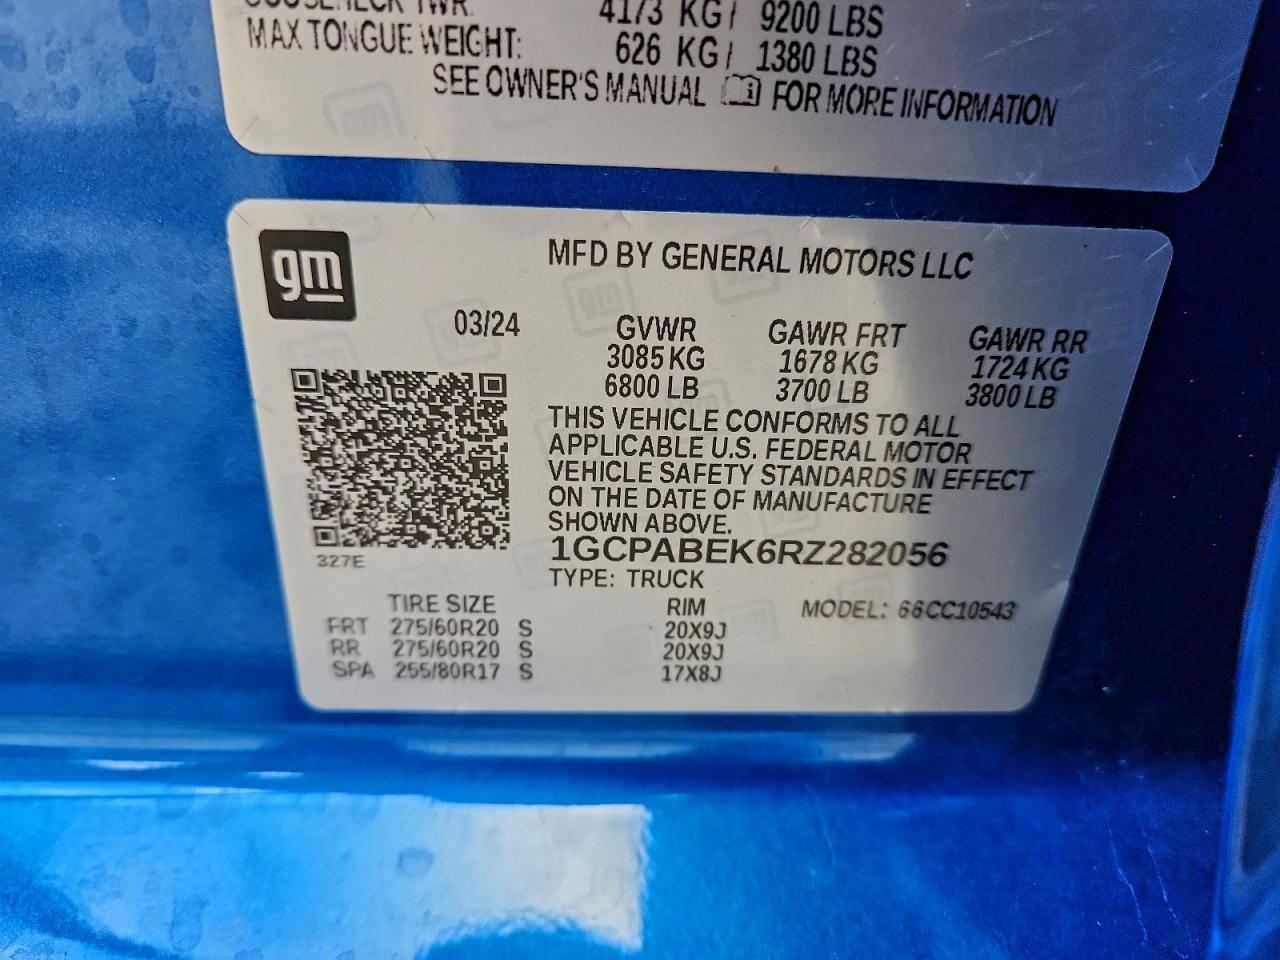 GOOSENECK TWR: 4173 KG / 9200 LBS
MAX TONGUE WEIGHT: 626 KG / 1380 LBS
SEE OWNER'S MANUAL FOR MORE INFORMATION
gm
MFD BY GENERAL MOTORS LLC
03/24
GVWR GAWR FRT GAWR RR
3085 KG 1678 KG 1724 KG
6800 LB 3700 LB 3800 LB
THIS VEHICLE CONFORMS TO ALL
APPLICABLE U.S. FEDERAL MOTOR
VEHICLE SAFETY STANDARDS IN EFFECT
ON THE DATE OF MANUFACTURE
SHOWN ABOVE.
1GCPABEK6RZ282056
327E
TYPE: TRUCK
TIRE SIZE RIM MODEL: 66CC10543
FRT 275/60R20 S 20X9J
RR 275/60R20 S 20X9J
SPA 255/80R17 S 17X8J